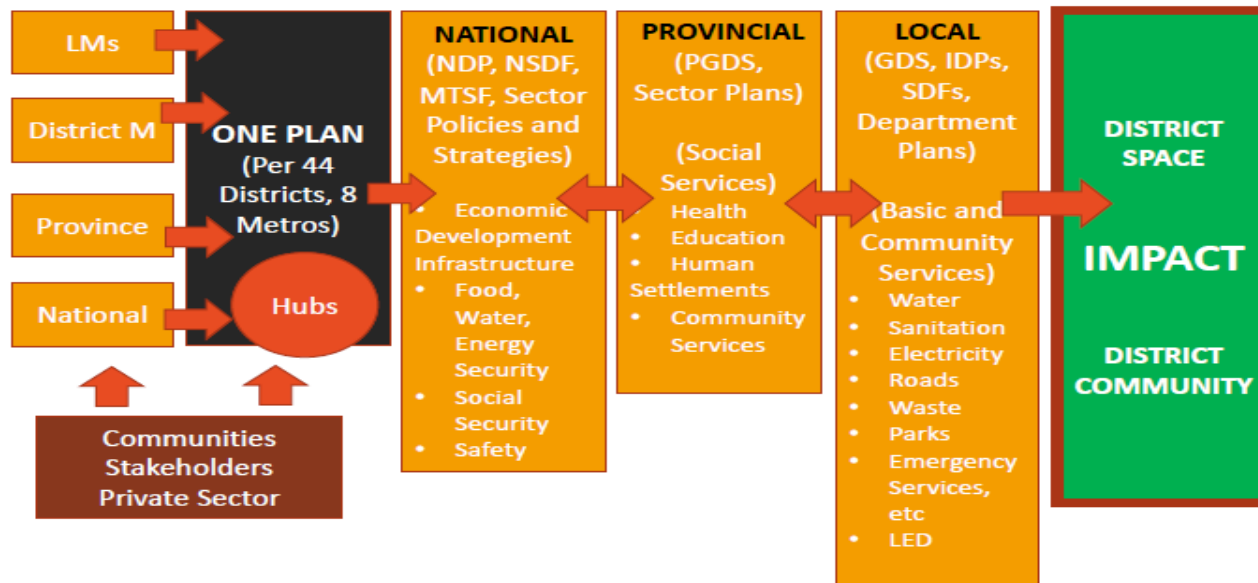 LMs
District M
Province
National
ONE PLAN
(Per 44
Districts, 8
Metros)
Hubs
Communities
Stakeholders
Private Sector
NATIONAL
(NDP, NSDF,
MTSF, Sector
Policies and
Strategies)
• Economic
Development
Infrastructure
• Food,
Water,
Energy
Security
• Social
Security
• Safety
PROVINCIAL
(PGDS,
Sector Plans)
(Social
Services)
• Health
• Education
• Human
Settlements
• Community
Services
LOCAL
(GDS, IDPs,
SDFs,
Department
Plans)
(Basic and
Community
Services)
• Water
• Sanitation
• Electricity
• Roads
• Waste
• Parks
• Emergency
Services,
etc
• LED
DISTRICT
SPACE
IMPACT
DISTRICT
COMMUNITY